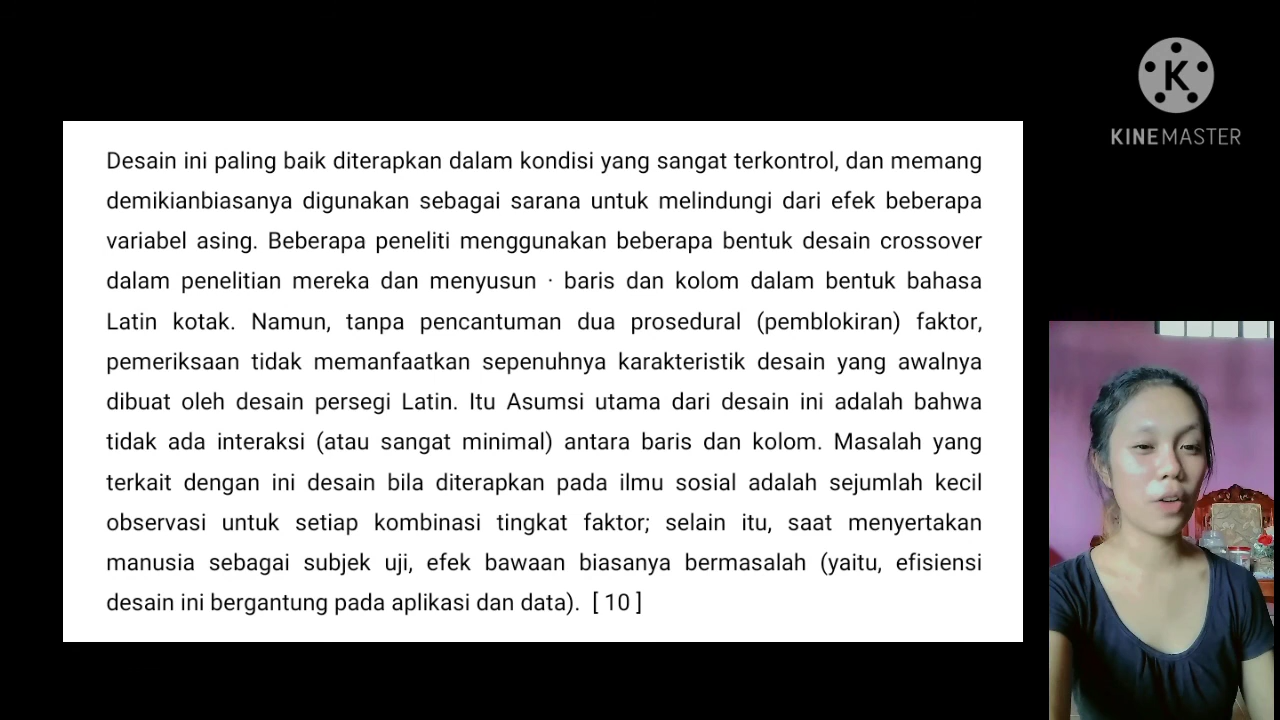 K
KINEMASTER
Desain ini paling baik diterapkan dalam kondisi yang sangat terkontrol, dan memang
demikianbiasanya digunakan sebagai sarana untuk melindungi dari efek beberapa
variabel asing. Beberapa peneliti menggunakan beberapa bentuk desain crossover
dalam penelitian mereka dan menyusun · baris dan kolom dalam bentuk bahasa
Latin kotak. Namun, tanpa pencantuman dua prosedural (pemblokiran) faktor,
pemeriksaan tidak memanfaatkan sepenuhnya karakteristik desain yang awalnya
dibuat oleh desain persegi Latin. Itu Asumsi utama dari desain ini adalah bahwa
tidak ada interaksi (atau sangat minimal) antara baris dan kolom. Masalah yang
terkait dengan ini desain bila diterapkan pada ilmu sosial adalah sejumlah kecil
observasi untuk setiap kombinasi tingkat faktor; selain itu, saat menyertakan
manusia sebagai subjek uji, efek bawaan biasanya bermasalah (yaitu, efisiensi
desain ini bergantung pada aplikasi dan data). [ 10 ]